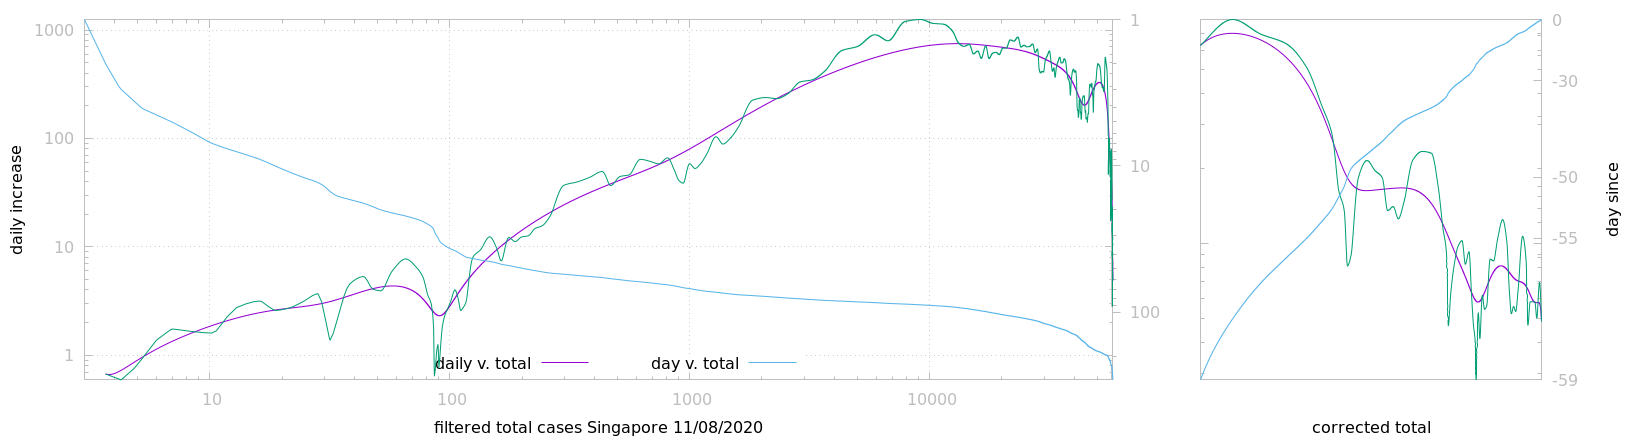 1000
100
10
1
daily increase
10
100
1000
10000
1
10
100
daily v. total
day v. total
filtered total cases Singapore 11/08/2020
0
-30
-50
-55
-59
day since
corrected total